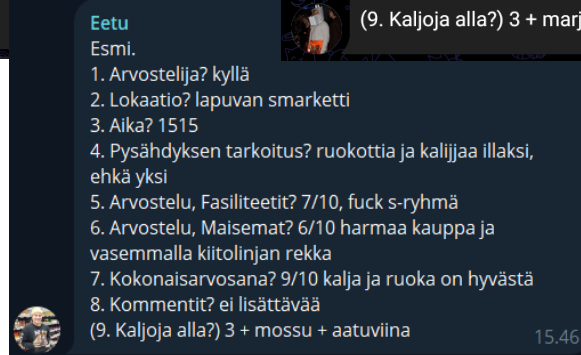 (9. Kaljoja alla?) 3 + marj
Eetu
Esmi.
1. Arvostelija? kyllä
2. Lokaatio? lapuvan smarketti
3. Aika? 1515
4. Pysähdyksen tarkoitus? ruokottia ja kalijjaa illaksi,
ehkä yksi
5. Arvostelu, Fasiliteetit? 7/10, fuck s-ryhmä
6. Arvostelu, Maisemat? 6/10 harmaa kauppa ja
vasemmalla kiitolinjan rekka
7. Kokonaisarvosana? 9/10 kalja ja ruoka on hyvästä
8. Kommentit? ei lisättävää
(9. Kaljoja alla?) 3 + mossu + aatuviina
15.46